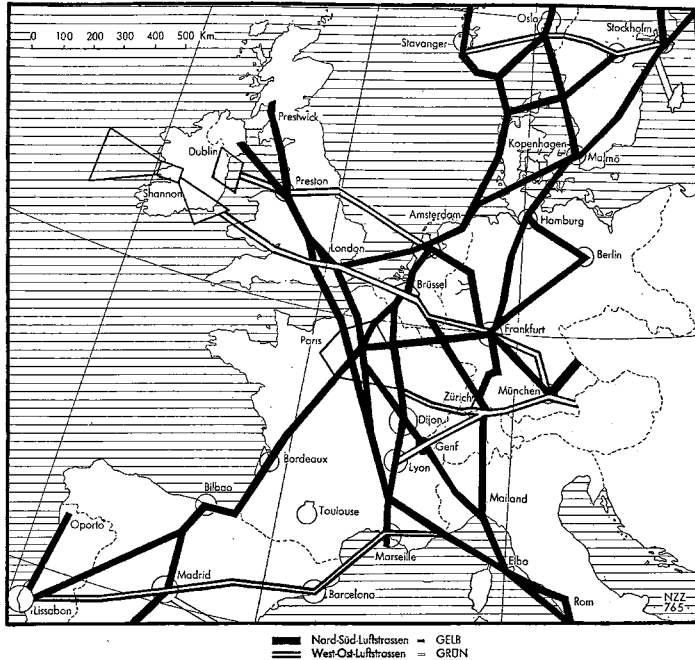 Oslo
Stockholm
Stavanger
0 100 200 300 400 500 Km.
Prestwick
Dublin
Kopenhagen
Malmö
Shannon
Preston
Amsterdam
Hamburg
London
Berlin
Brüssel
Paris
Frankfurt
Zürich
München
Dijon
Genf
Bordeaux
Lyon
Bilbao
Mailand
Toulouse
Oporto
Marseille
Elba
Madrid
Lissabon
Barcelona
Rom
NZZ
765
Nord-Süd-Luftstrassen GELB
West-Ost-Luftstrassen GRÜN